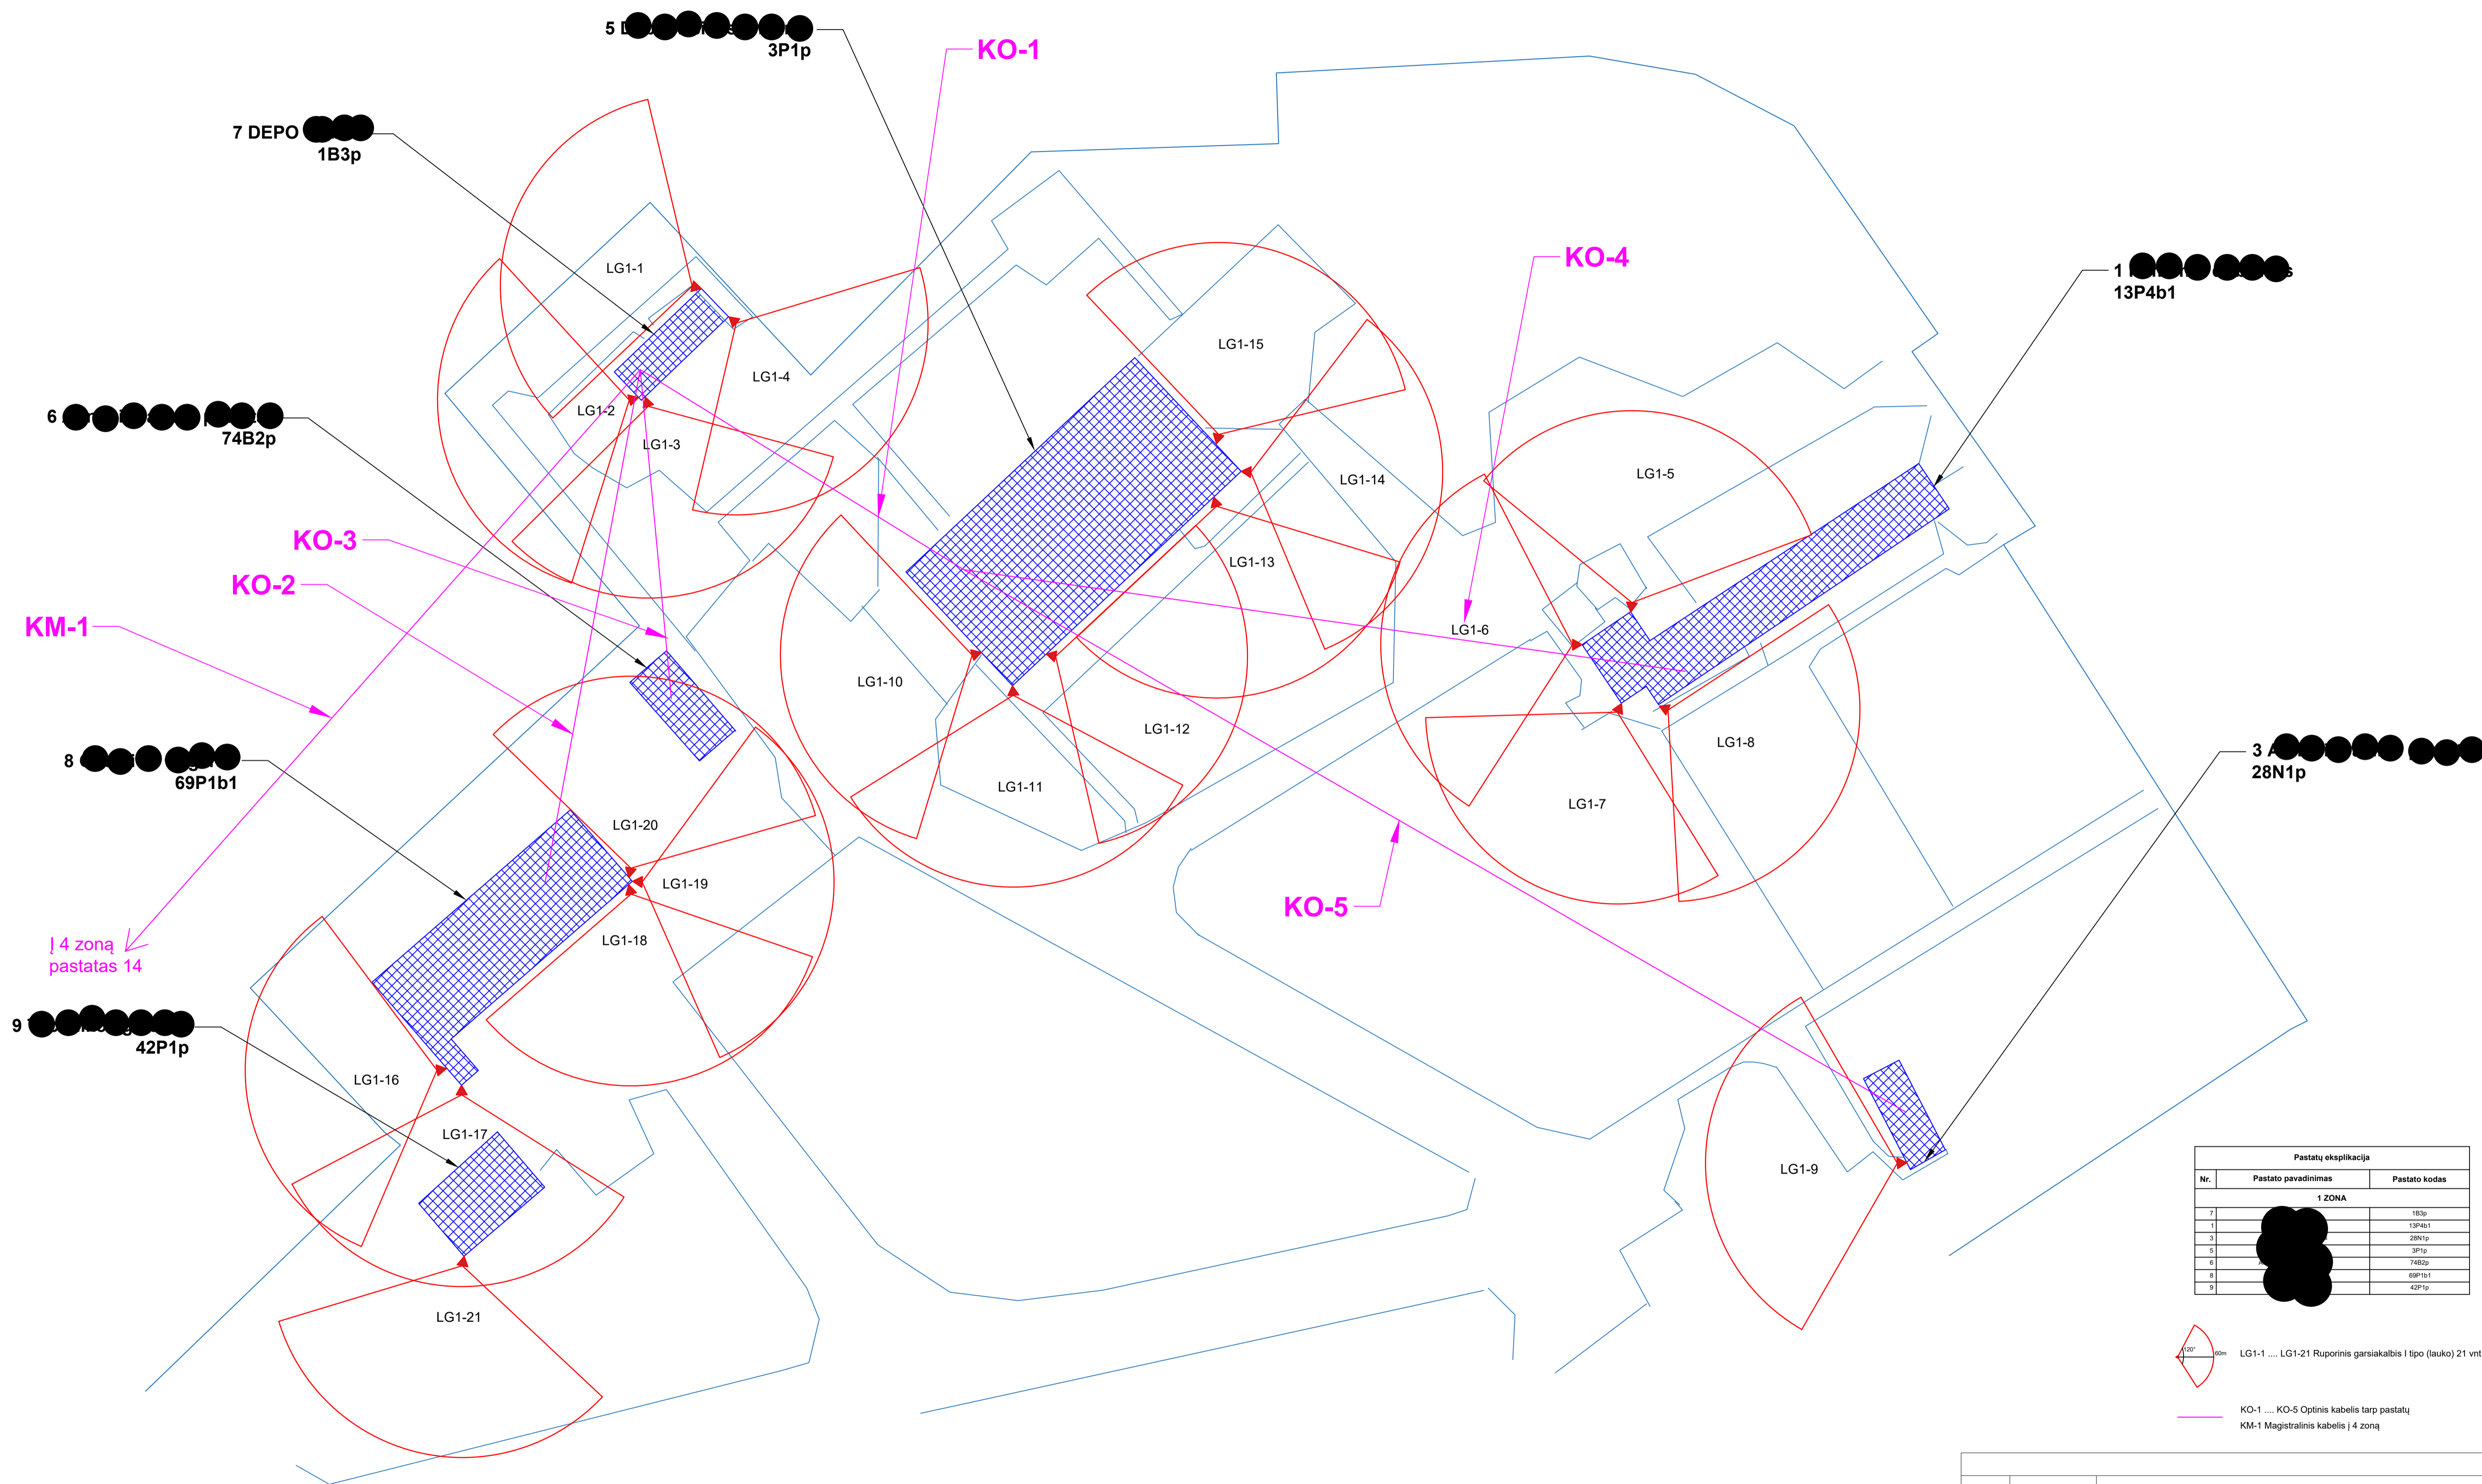 5
3P1p
KO-1
7 DEPO
1B3p
KO-4
1
13P4b1
LG1-1
LG1-15
LG1-4
LG1-2
6
74B2p
LG1-3
LG1-5
LG1-14
KO-3
LG1-13
KO-2
KM-1
LG1-6
LG1-10
LG1-12
LG1-8
3
28N1p
8
69P1b1
LG1-11
LG1-7
LG1-20
LG1-19
KO-5
LG1-18
Į 4 zoną
pastatas 14
9
42P1p
LG1-16
LG1-17
LG1-9
LG1-21
Pastatų eksplikacija
Nr. Pastato pavadinimas Pastato kodas
1 ZONA
7 1B3p
1 13P4b1
3 28N1p
5 3P1p
6 74B2p
8 69P1b1
9 42P1p
120° 60m LG1-1 .... LG1-21 Ruporinis garsiakalbis I tipo (lauko) 21 vnt
KO-1 .... KO-5 Optinis kabelis tarp pastatų
KM-1 Magistralinis kabelis į 4 zoną